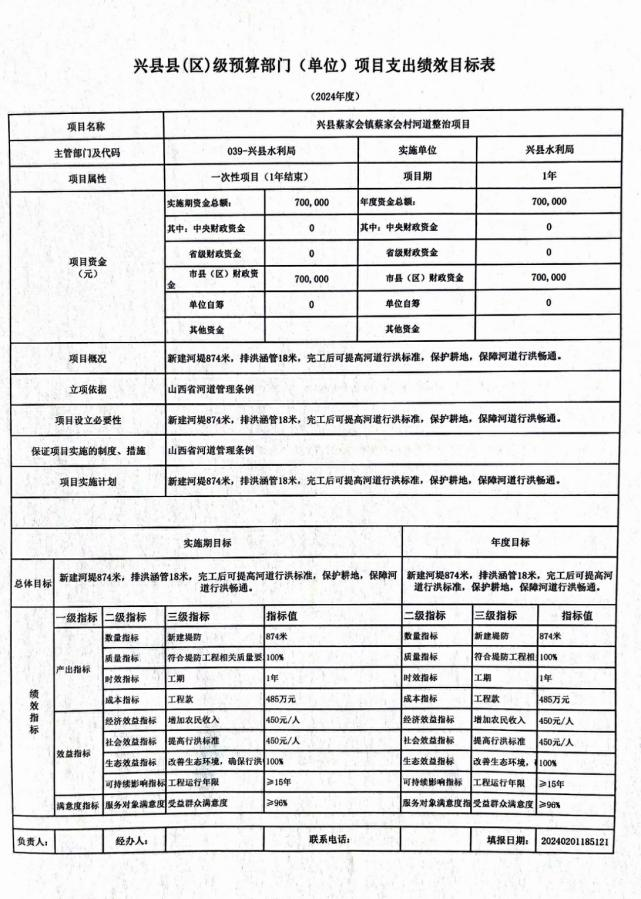 兴县县(区)级预算部门（单位）项目支出绩效目标表
（2024年度）
项目名称 兴县蔡家会镇蔡家会村河道整治项目
主管部门及代码 039-兴县水利局 实施单位 兴县水利局
项目属性 一次性项目（1年结束） 项目期 1年
项目资金（元） 实施期资金总额： 700,000 年度资金总额： 700,000
其中：中央财政资金 0 其中：中央财政资金 0
省级财政资金 0 省级财政资金 0
市县（区）财政资金 700,000 市县（区）财政资金 700,000
单位自筹 0 单位自筹 0
其他资金 其他资金
项目概况 新建河堤874米，排洪涵管18米，完工后可提高河道行洪标准，保护耕地，保障河道行洪畅通。
立项依据 山西省河道管理条例
项目设立必要性 新建河堤874米，排洪涵管18米，完工后可提高河道行洪标准，保护耕地，保障河道行洪畅通。
保证项目实施的制度、措施 山西省河道管理条例
项目实施计划 新建河堤874米，排洪涵管18米，完工后可提高河道行洪标准，保护耕地，保障河道行洪畅通。
实施期目标 年度目标
总体目标 新建河堤874米，排洪涵管18米，完工后可提高河道行洪标准，保护耕地，保障河道行洪畅通。 新建河堤874米，排洪涵管18米，完工后可提高河道行洪标准，保护耕地，保障河道行洪畅通。
绩效指标 一级指标 二级指标 三级指标 指标值 二级指标 三级指标 指标值
产出指标 数量指标 新建堤防 874米 数量指标 新建堤防 874米
质量指标 符合堤防工程相关质量要 100% 质量指标 符合堤防工程相 100%
时效指标 工期 1年 时效指标 工期 1年
成本指标 工程款 485万元 成本指标 工程款 485万元
效益指标 经济效益指标 增加农民收入 450元/人 经济效益指标 增加农民收入 450元/人
社会效益指标 提高行洪标准 450元/人 社会效益指标 提高行洪标准 450元/人
生态效益指标 改善生态环境，确保行洪 100% 生态效益指标 改善生态环境， 100%
可持续影响指标 工程运行年限 ≥15年 可持续影响指标 工程运行年限 ≥15年
满意度指标 服务对象满意度 受益群众满意度 ≥96% 服务对象满意度指 受益群众满意度 ≥96%
负责人： 经办人： 联系电话： 填报日期： 20240201185121